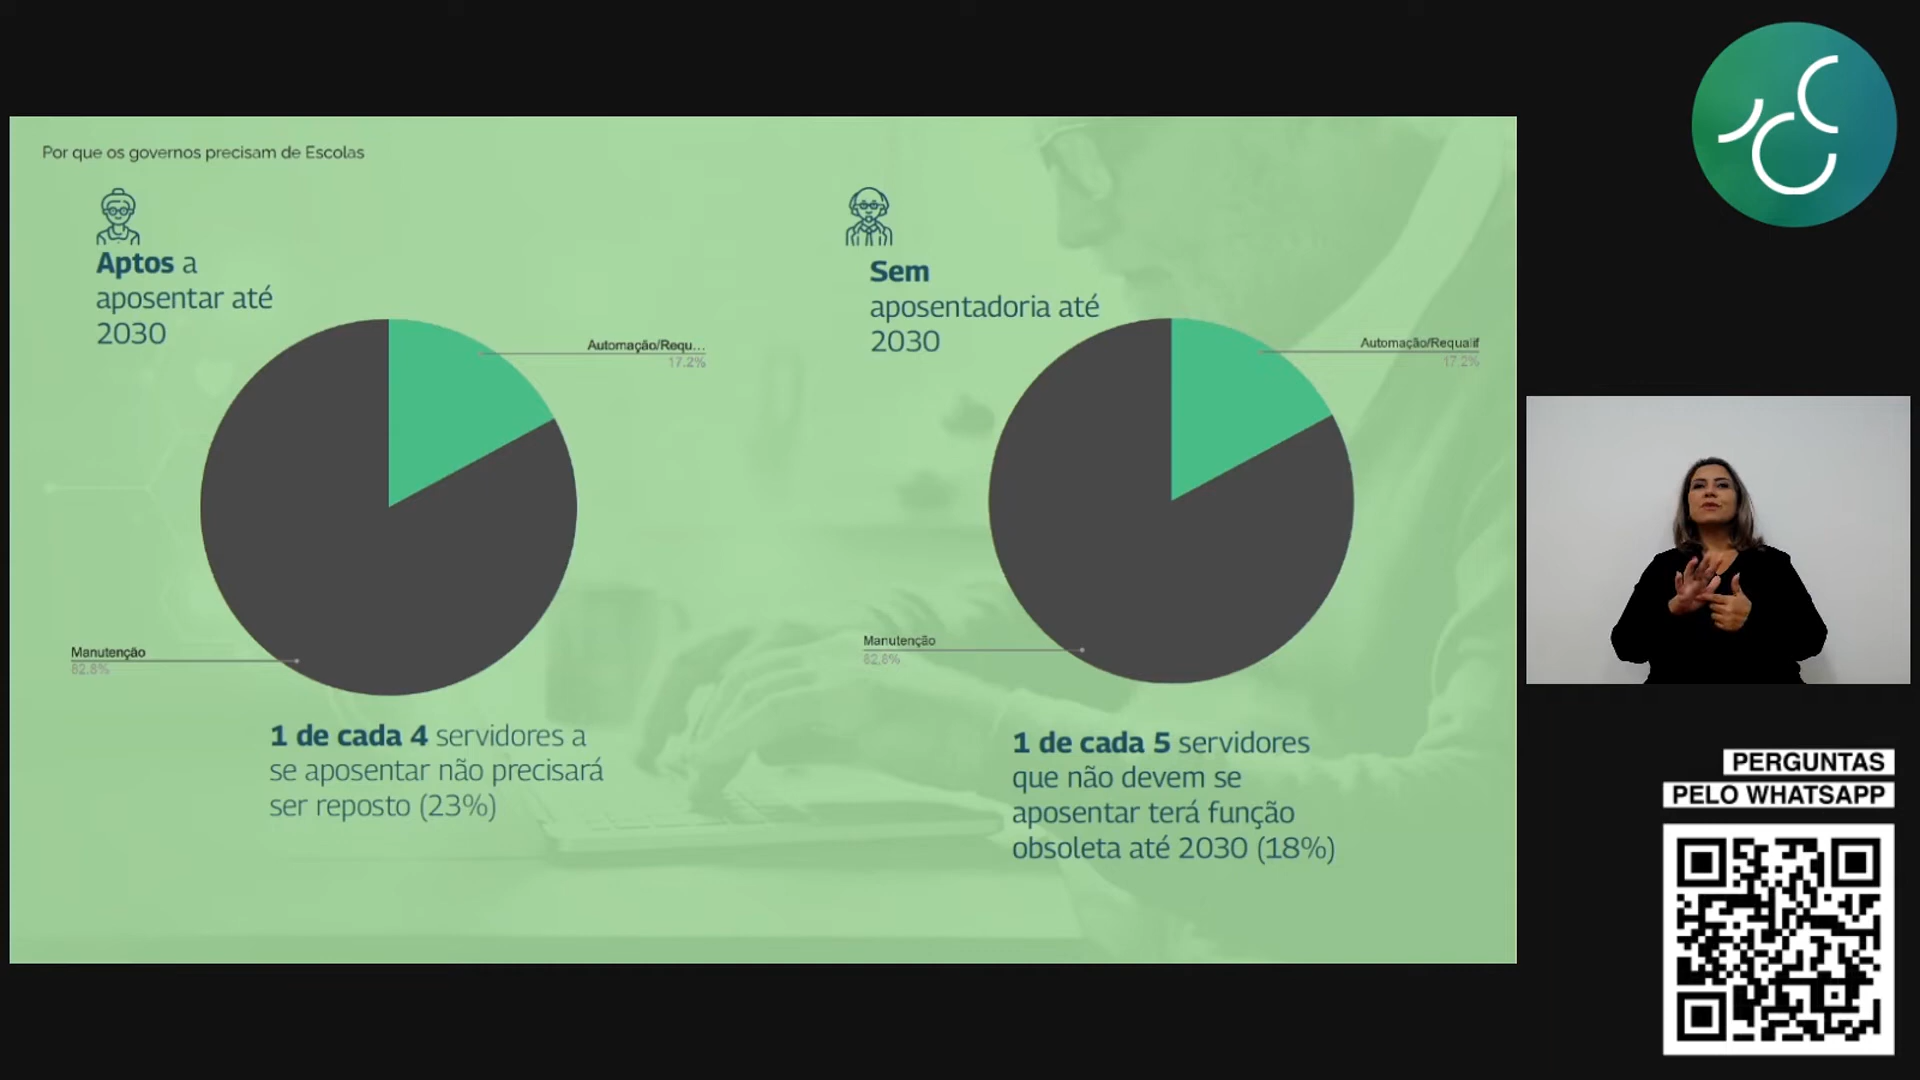 Por que os governos precisam de Escolas
Aptos a
aposentar até
2030
Automação/Requ...
17.2%
Manutenção
82.8%
1 de cada 4 servidores a
se aposentar não precisará
ser reposto (23%)
Sem
aposentadoria até
2030
Automação/Requalif
17.2%
Manutenção
82.8%
1 de cada 5 servidores
que não devem se
aposentar terá função
obsoleta até 2030 (18%)
PERGUNTAS
PELO WHATSAPP